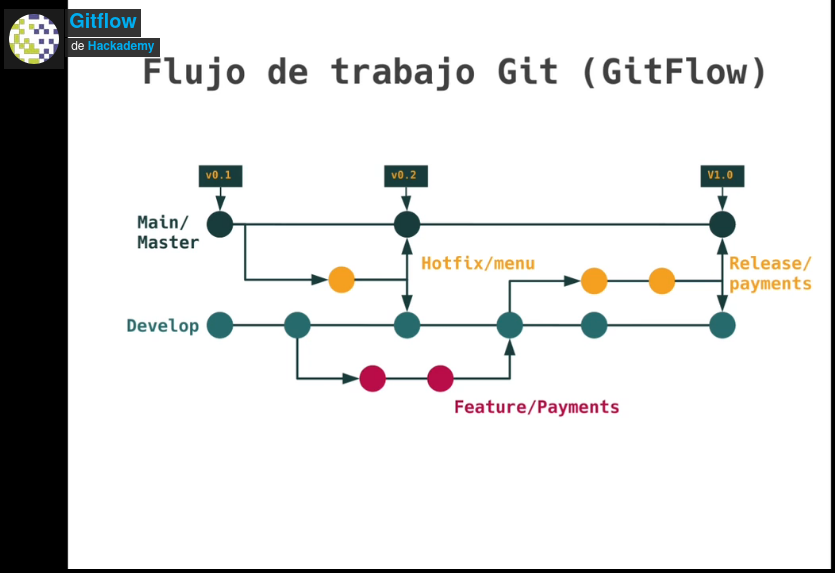 Gitflow
de Hackademy
Flujo de trabajo Git (GitFlow)
v0.1
v0.2
V1.0
Main/
Master
Hotfix/menu
Release/
payments
Develop
Feature/Payments